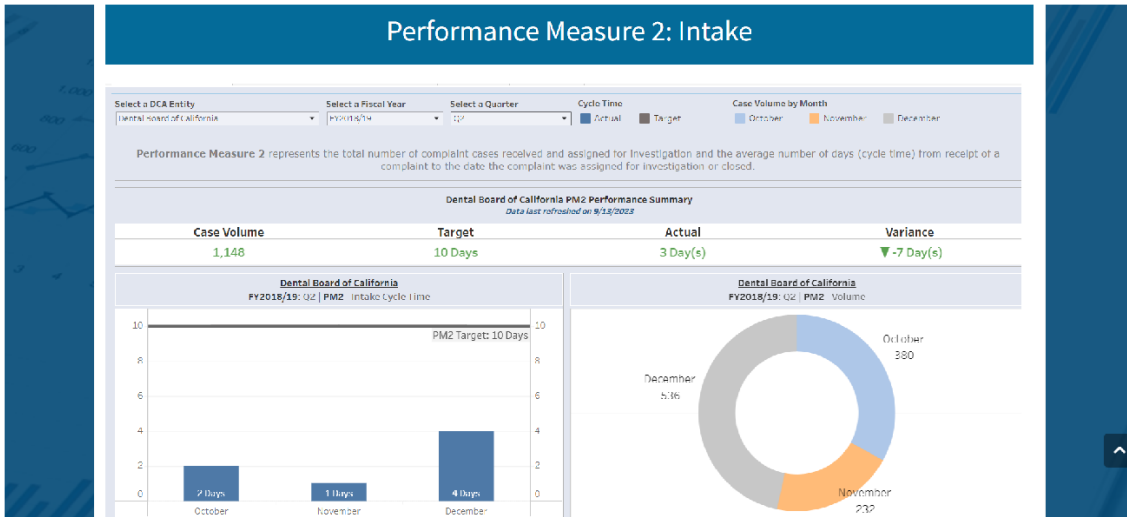 Performance Measure 2: Intake
Select a DCA Entity
Select a Fiscal Year
Select a Quarter
Cycle Time
Case Volume by Month
Dental Board of California
FY2018/19
Q2
Actual
Target
October
November
December
Performance Measure 2 represents the total number of complaint cases received and assigned for investigation and the average number of days (cycle time) from receipt of a
complaint to the date the complaint was assigned for investigation or closed.
Dental Board of California PM2 Performance Summary
Data last refreshed on 9/13/2023
Case Volume
Target
Actual
Variance
1,148
10 Days
3 Day(s)
▼ -7 Day(s)
Dental Board of California
FY2018/19: Q2 | PM2 Intake Cycle Time
Dental Board of California
FY2018/19: Q2 | PM2 Volume
10
8
6
4
2
0
PM2 Target: 10 Days
10
8
6
4
2
0
2 Days
1 Days
4 Days
October
November
December
October
380
December
536
November
232
1,000
800
600
3
4